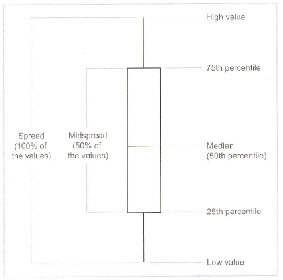 High value
75th percentile
Spread
(100% of
the values)
Midspread
(50% of
the values)
Median
(50th percentile)
25th percentile
Low value